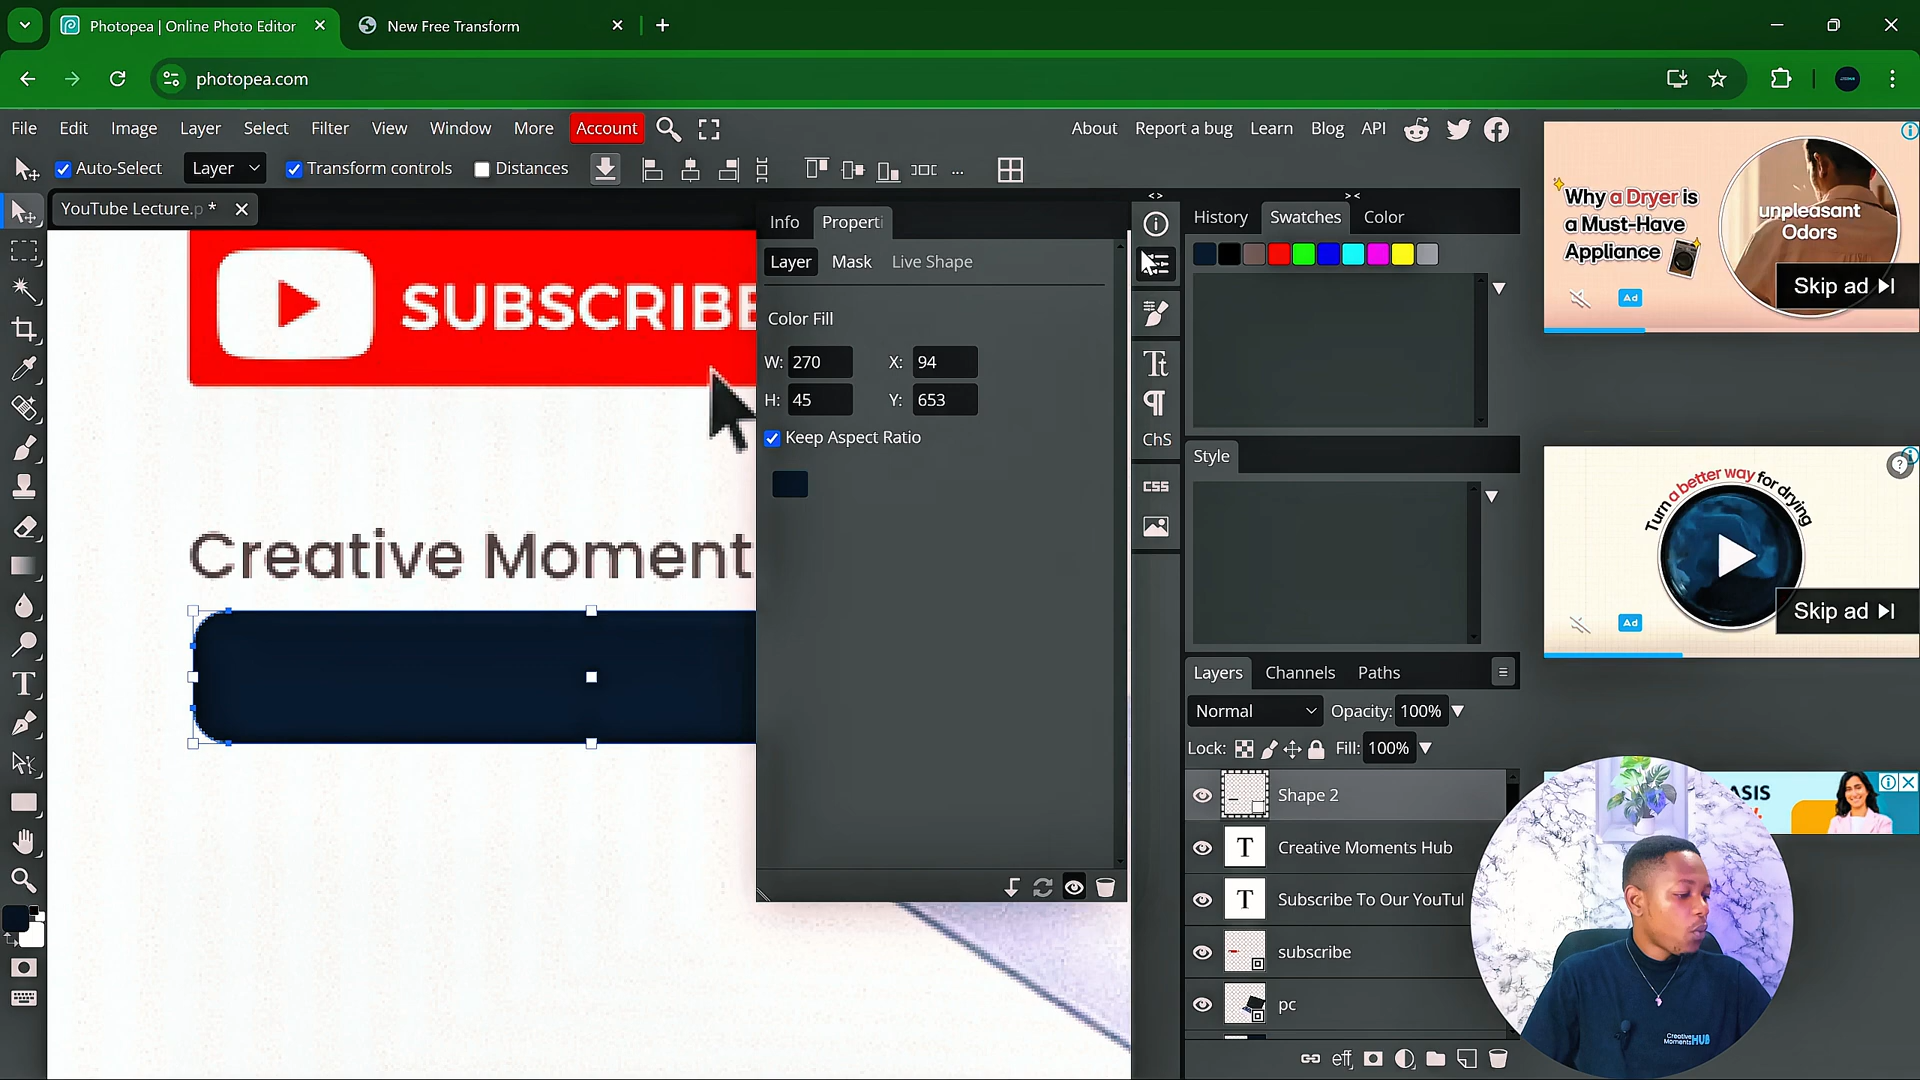 Photopea | Online Photo Editor
New Free Transform
photopea.com
File Edit Image Layer Select Filter View Window More Account
About Report a bug Learn Blog API
Auto-Select Layer Transform controls Distances ...
YouTube Lecture.p *
SUBSCRIBE
Creative Moment
Info Properti
Layer Mask Live Shape
Color Fill
W: 270 X: 94
H: 45 Y: 653
Keep Aspect Ratio
ChS
CSS
History Swatches Color
Style
Layers Channels Paths
Normal Opacity: 100%
Lock: Fill: 100%
Shape 2
Creative Moments Hub
Subscribe To Our YouTul
subscribe
pc
eff
Why a Dryer is
a Must-Have
Appliance
unpleasant
Odors
Skip ad
Ad
Turn a better way for drying
Skip ad
Ad
ASIS
Creative
Moments HUB